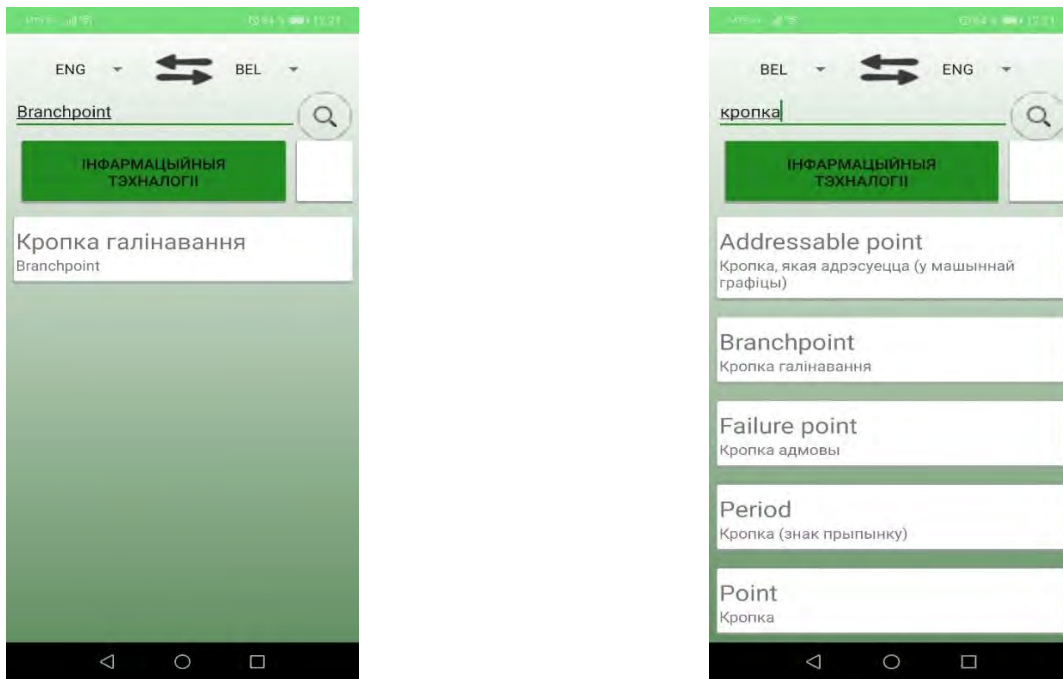 ENG BEL
Branchpoint
ІНФАРМАЦЫЙНЫЯ
ТЭХНАЛОГІІ
Кропка галінавання
Branchpoint
BEL ENG
кропка
ІНФАРМАЦЫЙНЫЯ
ТЭХНАЛОГІІ
Addressable point
Кропка, якая адрэсуецца (у машыннай
графіцы)
Branchpoint
Кропка галінавання
Failure point
Кропка адмовы
Period
Кропка (знак прыпынку)
Point
Кропка